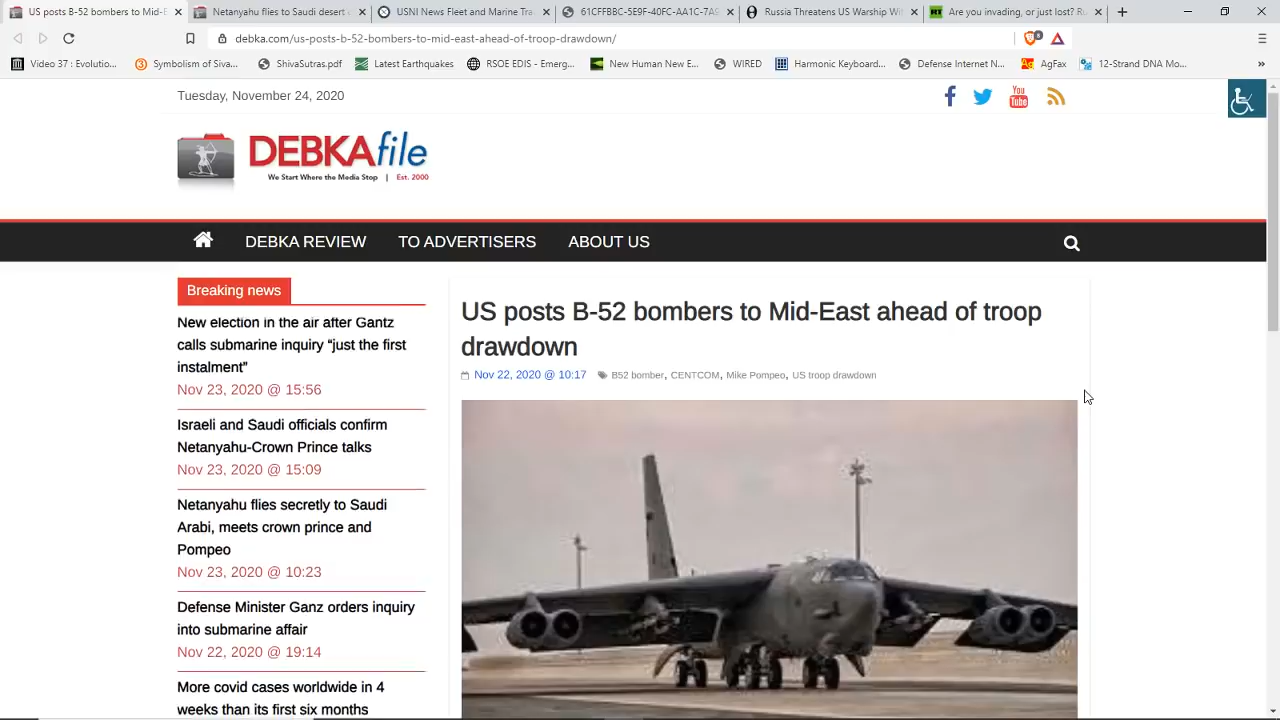 US posts B-52 bombers to Mid-E
Netanyahu flies to Saudi desert
USNI News Fleet and Marine Tra
61CFFBBC-5E9F-40FC-AA1C-7A9
Russia Threatens US Warship Wit
RT
Are you invading, or just lost? Ru
debka.com/us-posts-b-52-bombers-to-mid-east-ahead-of-troop-drawdown/
8
Video 37 : Evolutio...
Symbolism of Siva...
ShivaSutras.pdf
Latest Earthquakes
RSOE EDIS - Emerg...
New Human New E...
WIRED
Harmonic Keyboard...
Defense Internet N...
Ag
AgFax
12-Strand DNA Mo...
»
Tuesday, November 24, 2020
You
Tube
DEBKAfile
We Start Where the Media Stop | Est. 2000
DEBKA REVIEW
TO ADVERTISERS
ABOUT US
Breaking news
New election in the air after Gantz
calls submarine inquiry “just the first
instalment”
Nov 23, 2020 @ 15:56
Israeli and Saudi officials confirm
Netanyahu-Crown Prince talks
Nov 23, 2020 @ 15:09
Netanyahu flies secretly to Saudi
Arabi, meets crown prince and
Pompeo
Nov 23, 2020 @ 10:23
Defense Minister Ganz orders inquiry
into submarine affair
Nov 22, 2020 @ 19:14
More covid cases worldwide in 4
weeks than its first six months
US posts B-52 bombers to Mid-East ahead of troop
drawdown
Nov 22, 2020 @ 10:17
B52 bomber, CENTCOM, Mike Pompeo, US troop drawdown